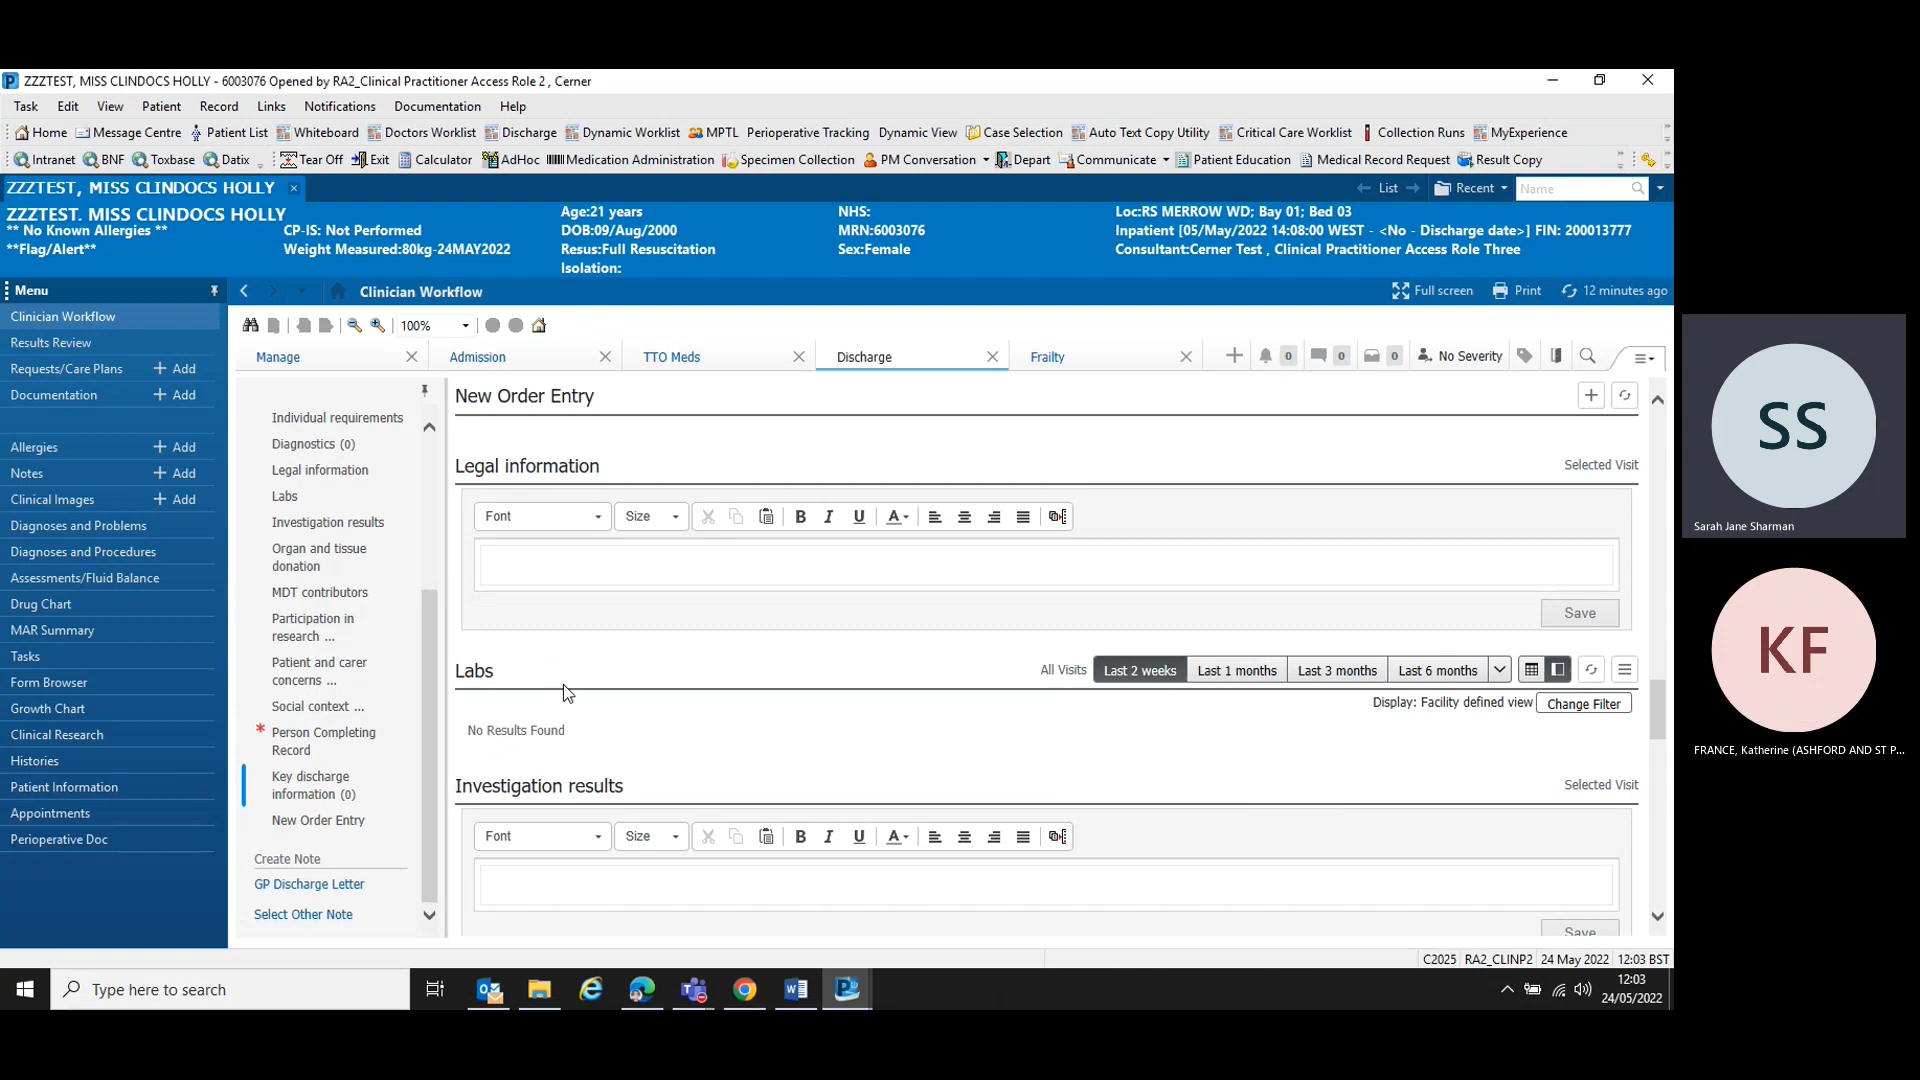 ZZZTEST, MISS CLINDOCS HOLLY - 6003076 Opened by RA2_Clinical Practitioner Access Role 2 , Cerner
Task Edit View Patient Record Links Notifications Documentation Help
Home Message Centre Patient List Whiteboard Doctors Worklist Discharge Dynamic Worklist MPTL Perioperative Tracking Dynamic View Case Selection Auto Text Copy Utility Critical Care Worklist Collection Runs MyExperience
Intranet BNF Toxbase Datix Tear Off Exit Calculator AdHoc Medication Administration Specimen Collection PM Conversation Depart Communicate Patient Education Medical Record Request Result Copy
ZZZTEST, MISS CLINDOCS HOLLY
List Recent Name
ZZZTEST. MISS CLINDOCS HOLLY
** No Known Allergies **
**Flag/Alert**
CP-IS: Not Performed
Weight Measured:80kg-24MAY2022
Age:21 years
DOB:09/Aug/2000
Resus:Full Resuscitation
Isolation:
NHS:
MRN:6003076
Sex:Female
Loc:RS MERROW WD; Bay 01; Bed 03
Inpatient [05/May/2022 14:08:00 WEST - <No - Discharge date>] FIN: 200013777
Consultant:Cerner Test , Clinical Practitioner Access Role Three
Menu
Clinician Workflow
Full screen Print 12 minutes ago
Clinician Workflow
Results Review
Requests/Care Plans + Add
Documentation + Add
Allergies + Add
Notes + Add
Clinical Images + Add
Diagnoses and Problems
Diagnoses and Procedures
Assessments/Fluid Balance
Drug Chart
MAR Summary
Tasks
Form Browser
Growth Chart
Clinical Research
Histories
Patient Information
Appointments
Perioperative Doc
100%
Manage Admission TTO Meds Discharge Frailty 0 0 0 No Severity
Individual requirements
Diagnostics (0)
Legal information
Labs
Investigation results
Organ and tissue
donation
MDT contributors
Participation in
research ...
Patient and carer
concerns ...
Social context ...
* Person Completing
Record
Key discharge
information (0)
New Order Entry
Create Note
GP Discharge Letter
Select Other Note
New Order Entry
Legal information
Selected Visit
Font Size B I U A
Save
Labs
All Visits Last 2 weeks Last 1 months Last 3 months Last 6 months
Display: Facility defined view Change Filter
No Results Found
Investigation results
Selected Visit
Font Size B I U A
Save
C2025 RA2_CLINP2 24 May 2022 12:03 BST
Type here to search
12:03
24/05/2022
SS
Sarah Jane Sharman
KF
FRANCE, Katherine (ASHFORD AND ST P...